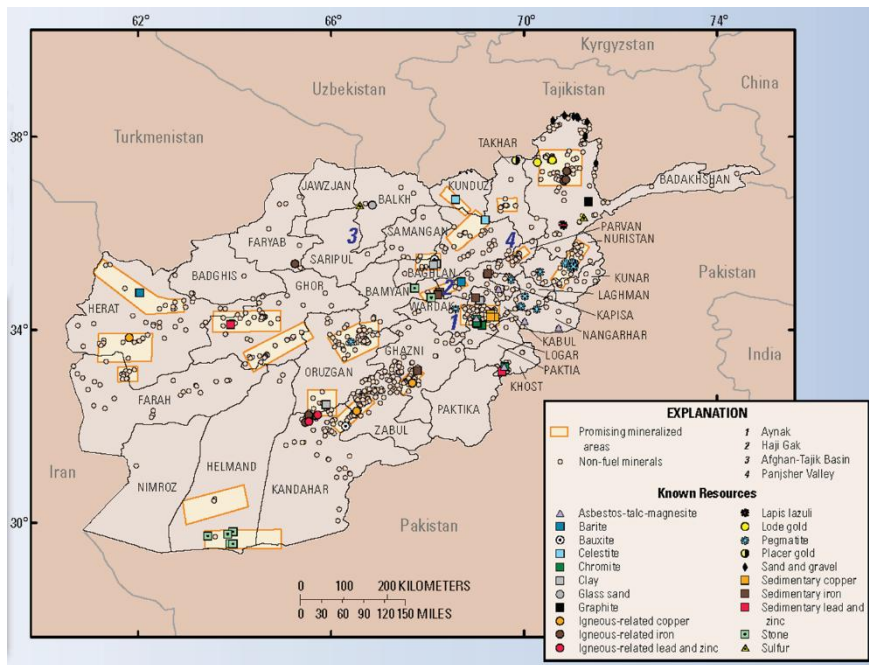 62° 66° 70° 74°
Kyrgyzstan
Uzbekistan Tajikistan China
Turkmenistan
38° 38°
TAKHAR
BADAKHSHAN
JAWZJAN KUNDUZ
BALKH
SAMANGAN
FARYAB 3 4 PARVAN
NURISTAN
SARIPUL
BADGHIS BAGHLAN KUNAR
Pakistan
GHOR BAMYAN 2 LAGHMAN
HERAT WARDAK KAPISA
34° 1 34°
KABUL NANGARHAR
LOGAR
India
GHAZNI PAKTIA
ORUZGAN KHOST
FARAH PAKTIKA
ZABUL
Iran
HELMAND
NIMROZ KANDAHAR
30° Pakistan
0 100 200 KILOMETERS
0 30 60 90 120 150 MILES
EXPLANATION
Promising mineralized
areas
Non-fuel minerals
1 Aynak
2 Haji Gak
3 Afghan-Tajik Basin
4 Panjsher Valley
Known Resources
Asbestos-talc-magnesite
Barite
Bauxite
Celestite
Chromite
Clay
Glass sand
Graphite
Igneous-related copper
Igneous-related iron
Igneous-related lead and zinc
Lapis lazuli
Lode gold
Pegmatite
Placer gold
Sand and gravel
Sedimentary copper
Sedimentary iron
Sedimentary lead and
zinc
Stone
Sulfur